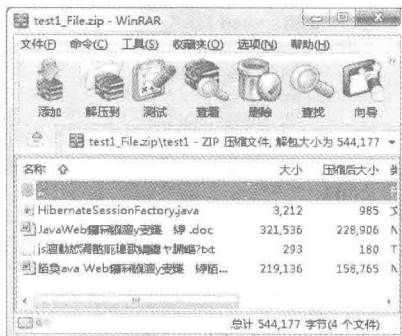 test1_File.zip - WinRAR
文件(F) 命令(C) 工具(S) 收藏夹(O) 选项(N) 帮助(H)
添加 解压到 测试 查看 删除 查找 向导
test1_File.zip\test1 - ZIP 压缩文件, 解包大小为 544,177
名称 大小 压缩后大小
..
HibernateSessionFactory.java 3,212 985
JavaWeb .doc 321,536 228,906
js 293 180 T
ava Web 219,136 158,765
总计 544,177 字节(4 个文件)